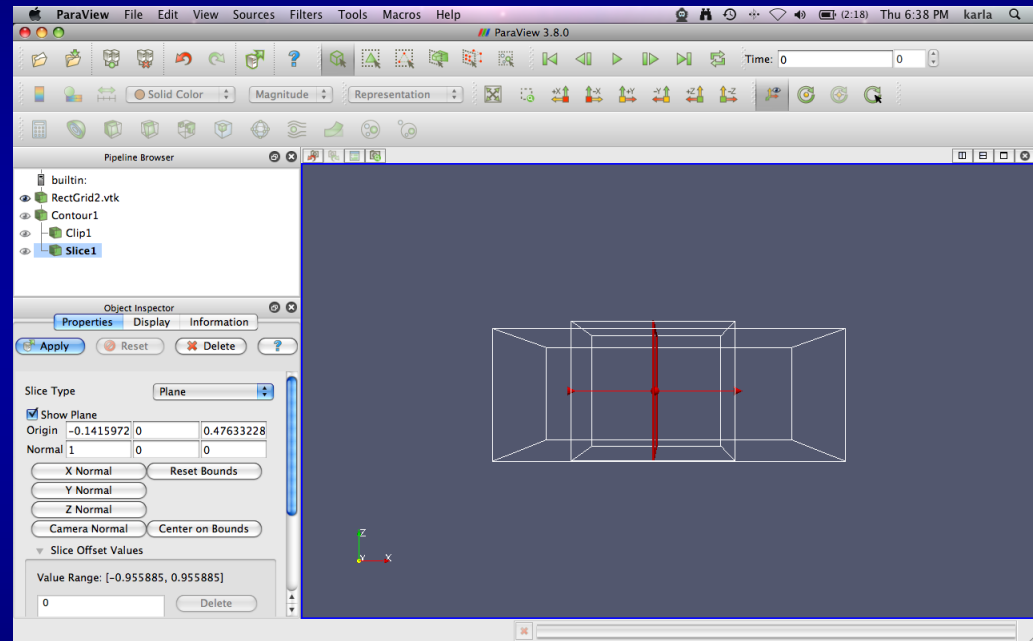 ParaView File Edit View Sources Filters Tools Macros Help (2:18) Thu 6:38 PM karla
ParaView 3.8.0
Time: 0 0
Solid Color Magnitude Representation +X -X +Y -Y +Z -Z
Pipeline Browser
builtin:
RectGrid2.vtk
Contour1
Clip1
Slice1
Object Inspector
Properties Display Information
Apply Reset Delete ?
Slice Type Plane
Show Plane
Origin -0.1415972 0 0.47633228
Normal 1 0 0
X Normal Reset Bounds
Y Normal
Z Normal
Camera Normal Center on Bounds
Slice Offset Values
Value Range: [-0.955885, 0.955885]
0 Delete
Z
Y X